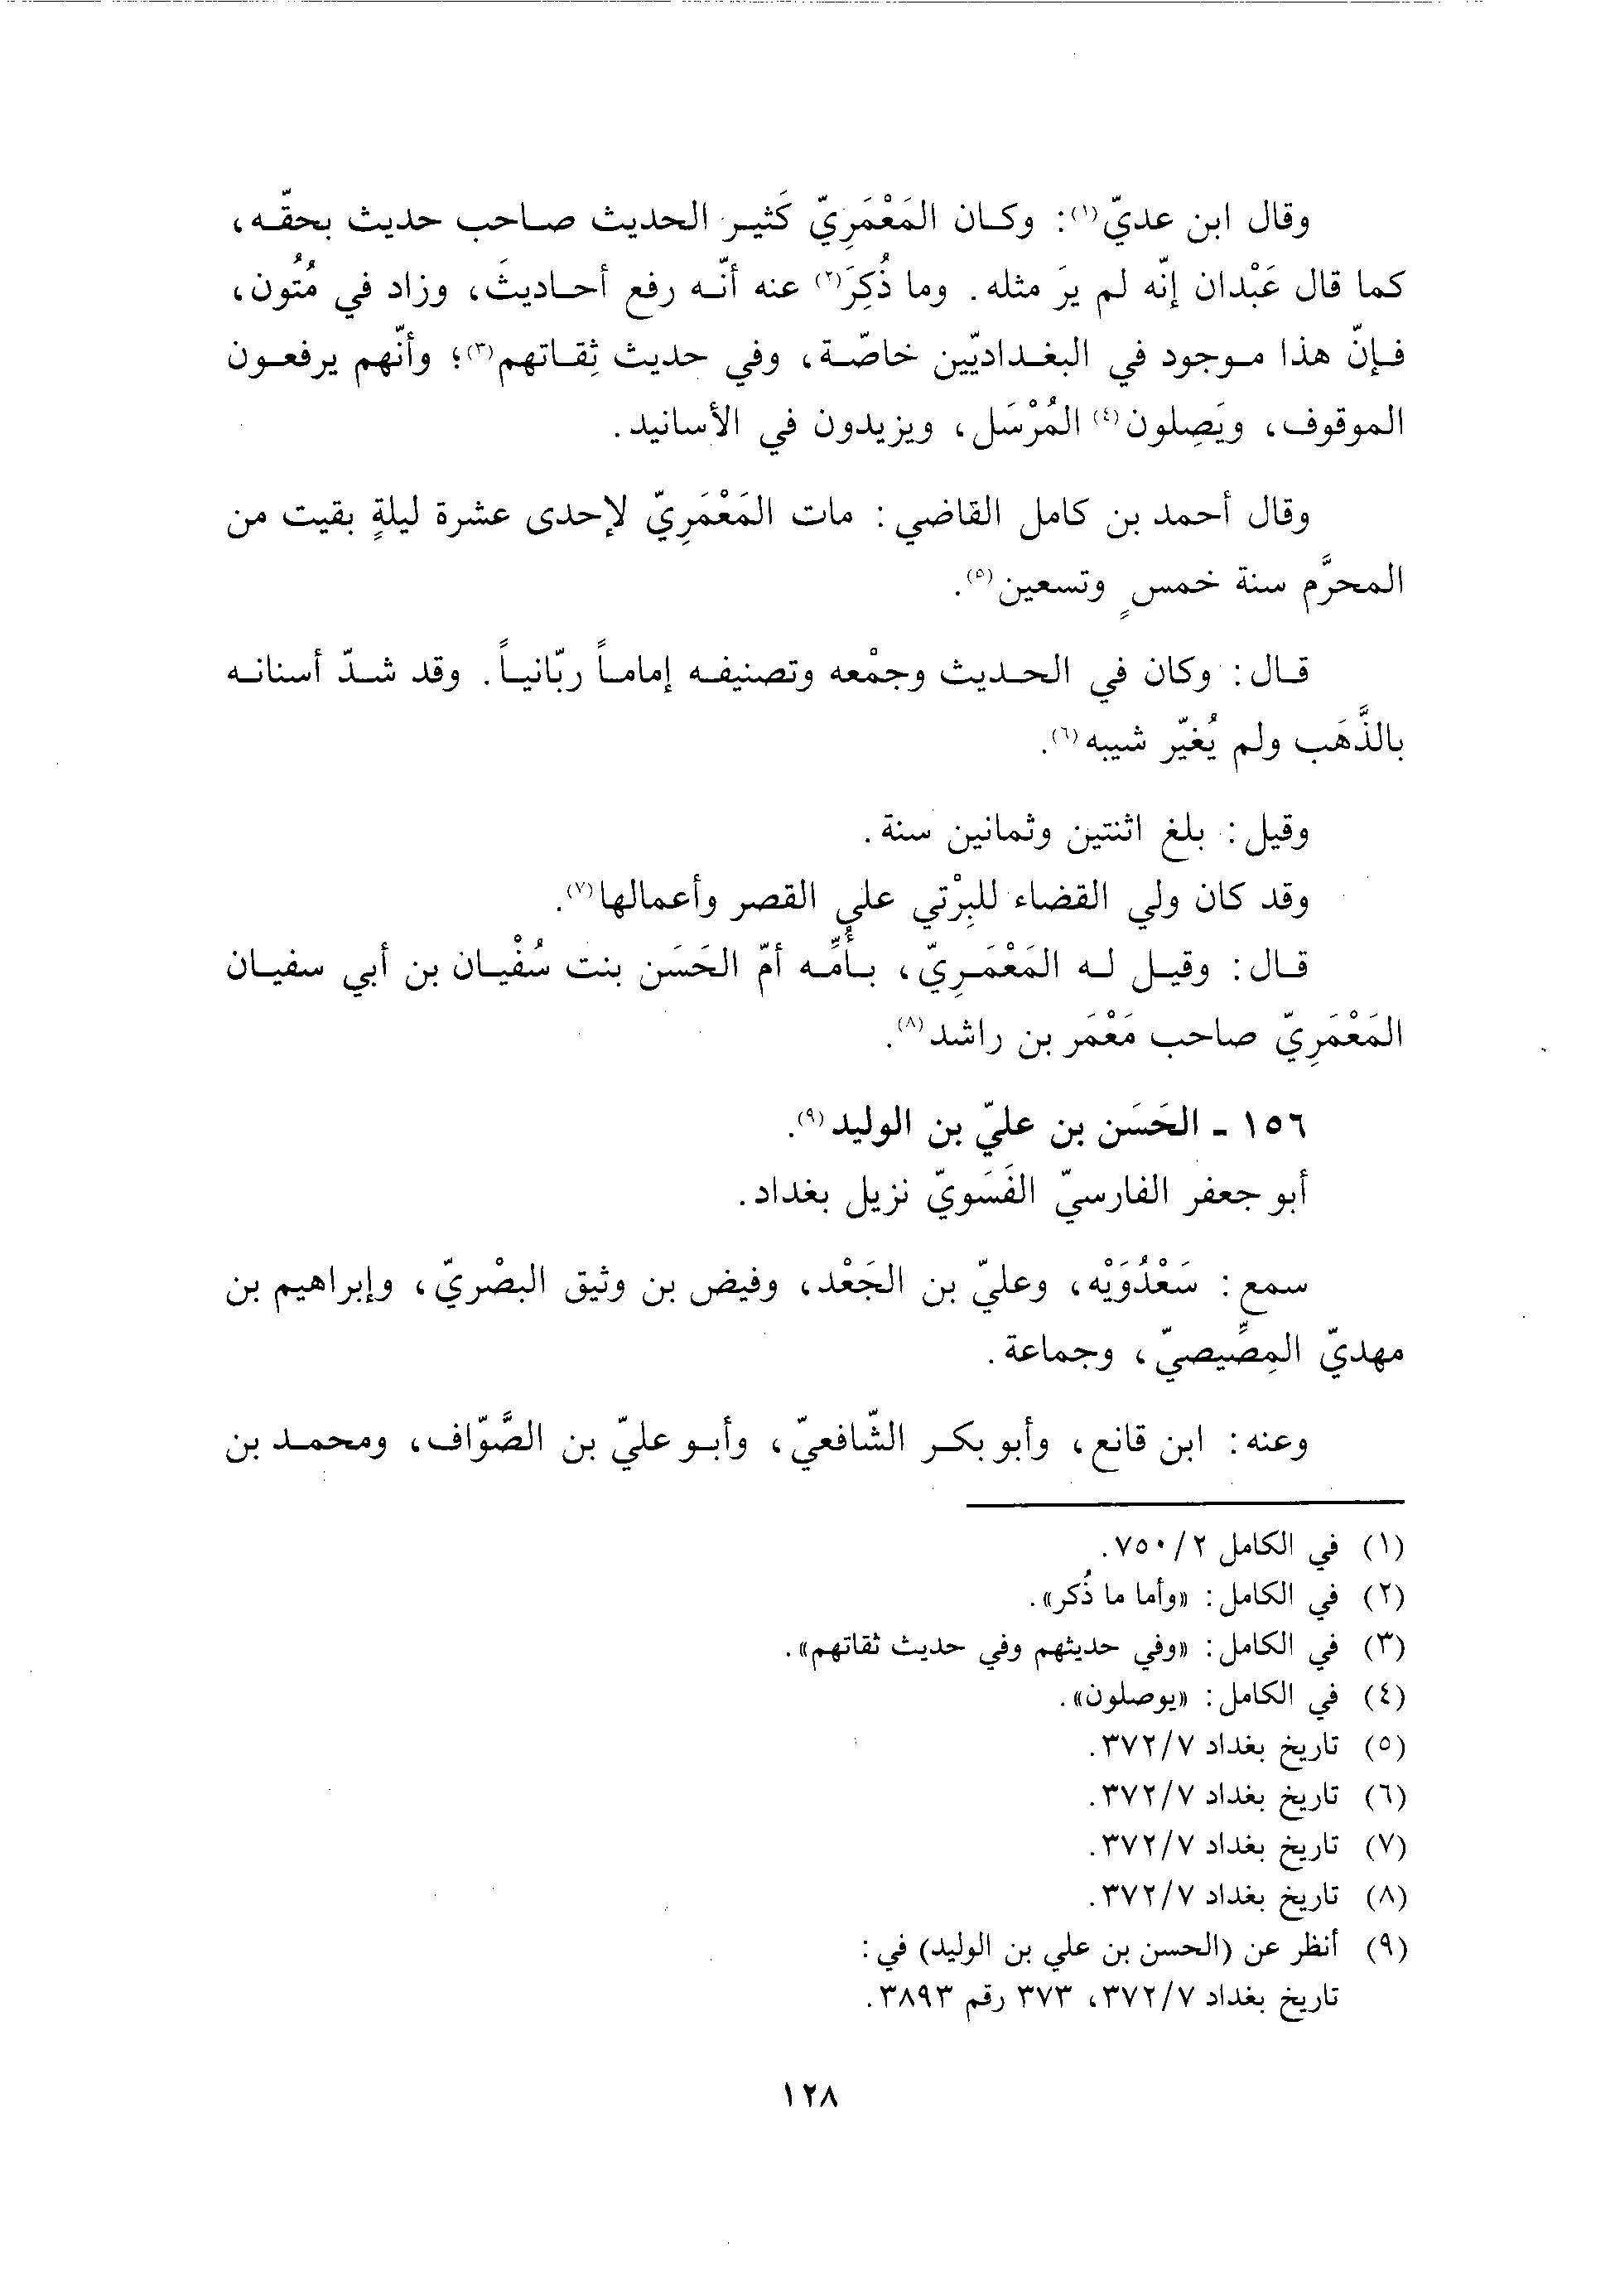 وقال ابن عديّ(١): وكان المَعْمَرِيّ كَثير الحديث صاحب حديث بحقّه،
كما قال عَبْدان إنّه لم يرَ مثله. وما ذُكِرَ(٢) عنه أنّه رفع أحاديثَ، وزاد في مُتُون،
فإنّ هذا موجود في البغداديّين خاصّة، وفي حديث ثِقاتهم(٣)؛ وأنّهم يرفعون
الموقوف، ويَصِلون(٤) المُرْسَل، ويزيدون في الأسانيد.
وقال أحمد بن كامل القاضي: مات المَعْمَرِيّ لإحدى عشرة ليلةٍ بقيت من
المحرَّم سنة خمسٍ وتسعين(٥).
قال: وكان في الحديث وجمْعه وتصنيفه إماماً ربّانياً. وقد شدّ أسنانه
بالذَّهَب ولم يُغيّر شيبه(٦).
وقيل: بلغ اثنتين وثمانين سنة.
وقد كان ولي القضاء للبِرْتي على القصر وأعمالها(٧).
قال: وقيل له المَعْمَرِيّ، بأُمّه أمّ الحَسَن بنت سُفْيان بن أبي سفيان
المَعْمَرِيّ صاحب مَعْمَر بن راشد(٨).
١٥٦ ـ الحَسَن بن عليّ بن الوليد(٩).
أبو جعفر الفارسيّ الفَسَويّ نزيل بغداد.
سمع: سَعْدُوَيْه، وعليّ بن الجَعْد، وفيض بن وثيق البصْريّ، وإبراهيم بن
مهديّ المِصِّيصيّ، وجماعة.
وعنه: ابن قانع، وأبو بكر الشّافعيّ، وأبو عليّ بن الصَّوّاف، ومحمد بن
(١) في الكامل ٧٥٠/٢.
(٢) في الكامل: «وأما ما ذُكر».
(٣) في الكامل: «وفي حديثهم وفي حديث ثقاتهم».
(٤) في الكامل: «يوصلون».
(٥) تاريخ بغداد ٣٧٢/٧.
(٦) تاريخ بغداد ٣٧٢/٧.
(٧) تاريخ بغداد ٣٧٢/٧.
(٨) تاريخ بغداد ٣٧٢/٧.
(٩) أنظر عن (الحسن بن علي بن الوليد) في:
تاريخ بغداد ٣٧٢/٧، ٣٧٣ رقم ٣٨٩٣.
١٢٨